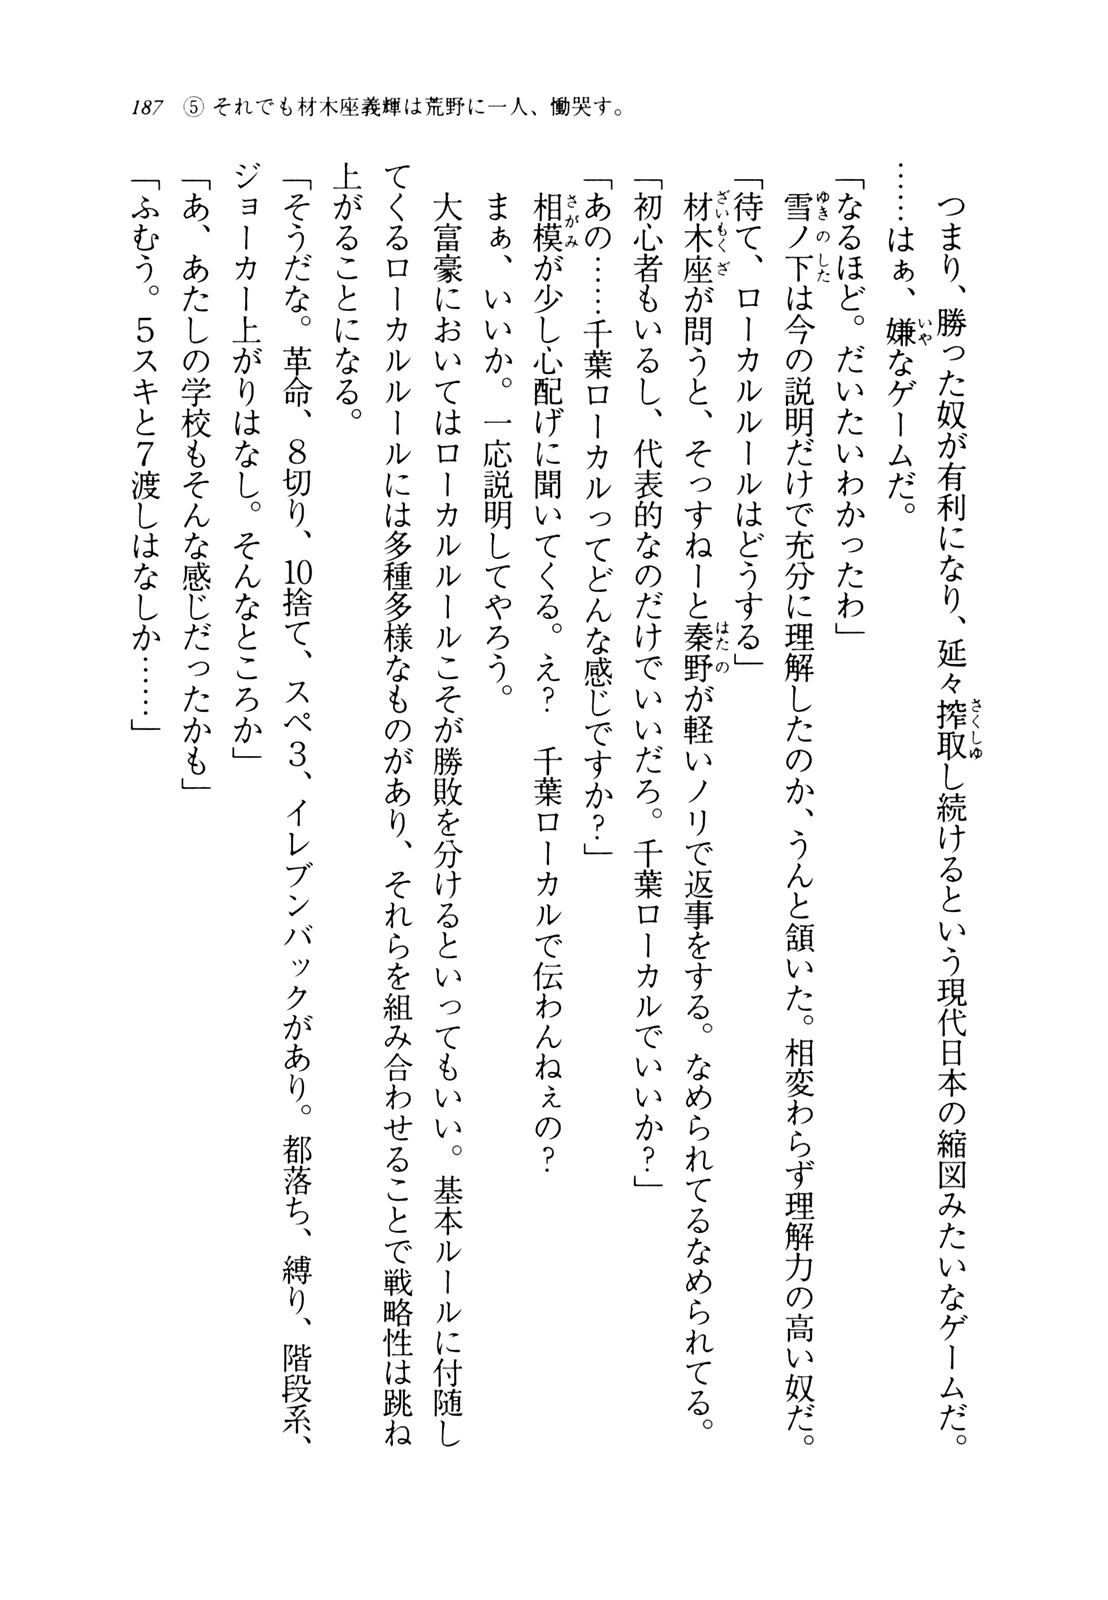 187 ⑤ それでも材木座義輝は荒野に一人、慟哭す。
つまり、勝った奴が有利になり、延々搾取し続けるという現代日本の縮図みたいなゲームだ。
……はぁ、嫌なゲームだ。
「なるほど。だいたいわかったわ」
雪ノ下は今の説明だけで充分に理解したのか、うんと頷いた。相変わらず理解力の高い奴だ。
「待て、ローカルルールはどうする」
材木座が問うと、そっすねーと秦野が軽いノリで返事をする。なめられてるなめられてる。
「初心者もいるし、代表的なのだけでいいだろ。千葉ローカルでいいか?」
「あの……千葉ローカルってどんな感じですか?」
相模が少し心配げに聞いてくる。え?　千葉ローカルで伝わんねぇの?
まぁ、いいか。一応説明してやろう。
大富豪においてはローカルルールこそが勝敗を分けるといってもいい。基本ルールに付随し
てくるローカルルールには多種多様なものがあり、それらを組み合わせることで戦略性は跳ね
上がることになる。
「そうだな。革命、8切り、10捨て、スペ3、イレブンバックがあり。都落ち、縛り、階段系、
ジョーカー上がりはなし。そんなところか」
「あ、あたしの学校もそんな感じだったかも」
「ふむう。5スキと7渡しはなしか……」